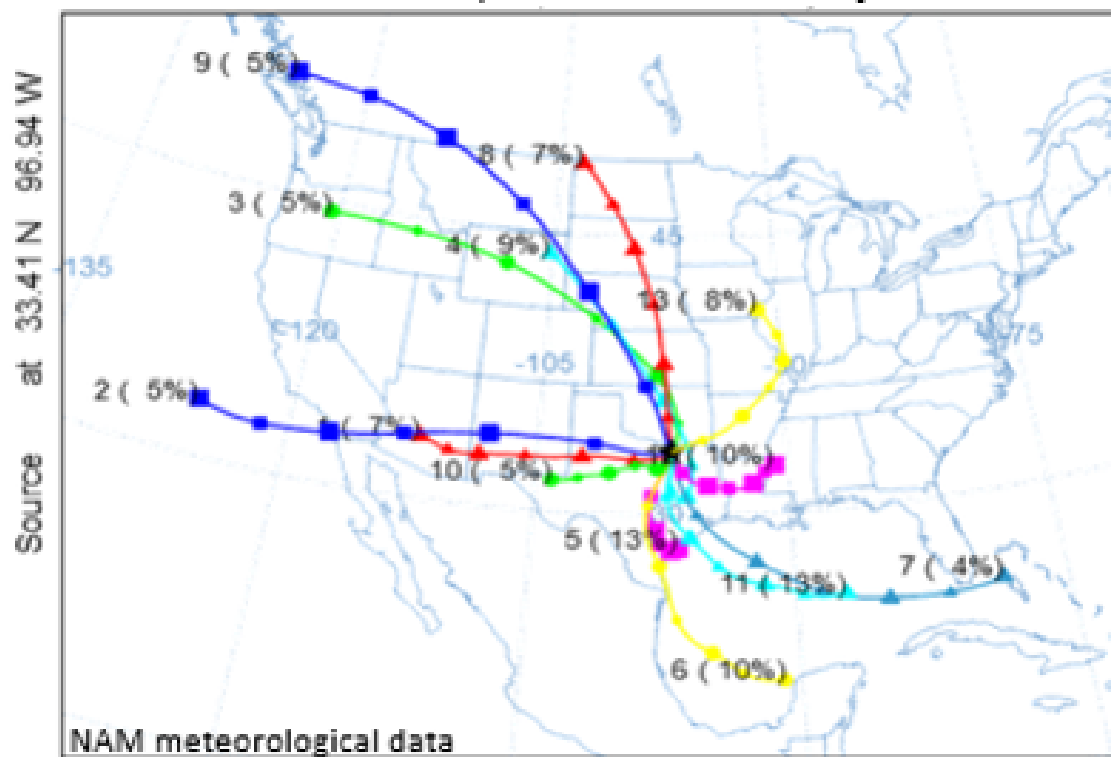 Source at 33.41 N 96.94 W
9 ( 5%)
8 ( 7%)
3 ( 5%)
4 ( 9%)
45
-135
13 ( 8%)
-120
-105
-75
2 ( 5%)
( 7%)
10 ( 5%)
( 10%)
5 ( 13%)
7 ( 4%)
11 ( 13%)
6 ( 10%)
NAM meteorological data